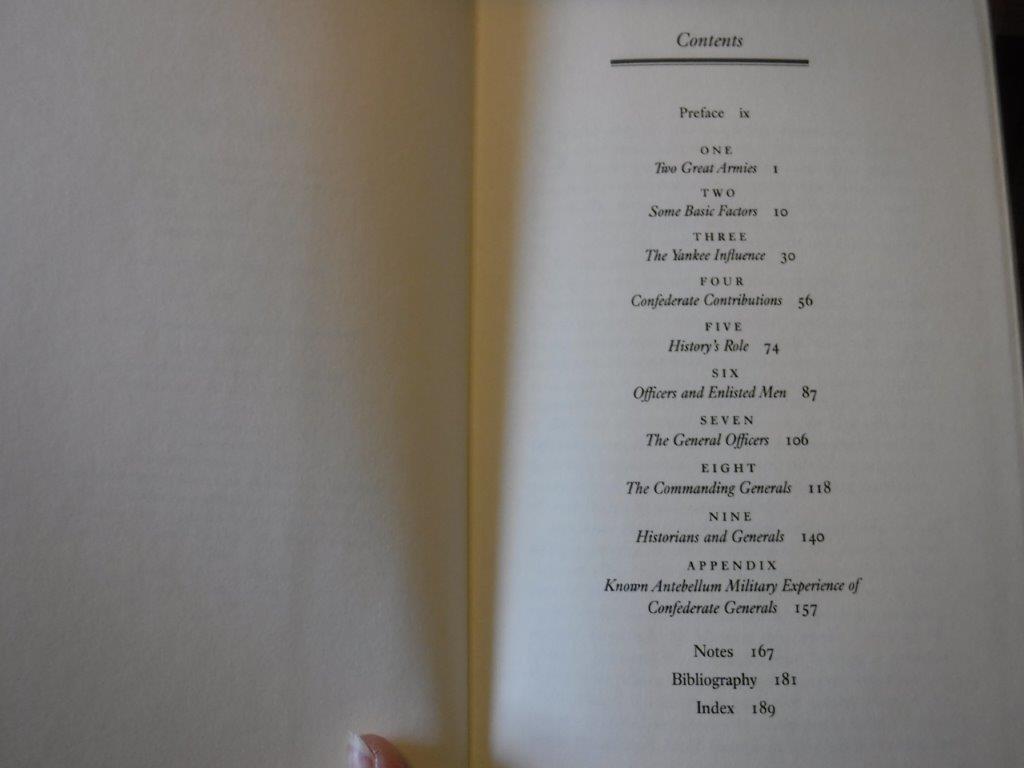 Contents
Preface ix
ONE
Two Great Armies 1
TWO
Some Basic Factors 10
THREE
The Yankee Influence 30
FOUR
Confederate Contributions 56
FIVE
History's Role 74
SIX
Officers and Enlisted Men 87
SEVEN
The General Officers 106
EIGHT
The Commanding Generals 118
NINE
Historians and Generals 140
APPENDIX
Known Antebellum Military Experience of
Confederate Generals 157
Notes 167
Bibliography 181
Index 189